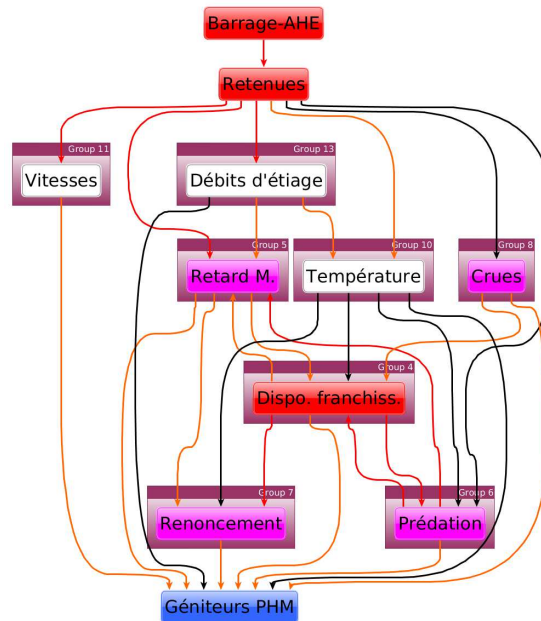 Barrage-AHE
Retenues
Group 11
Vitesses
Group 13
Débits d'étiage
Group 5
Retard M.
Group 10
Température
Group 8
Crues
Group 4
Dispo. franchiss.
Group 7
Renoncement
Group 6
Prédation
Géniteurs PHM